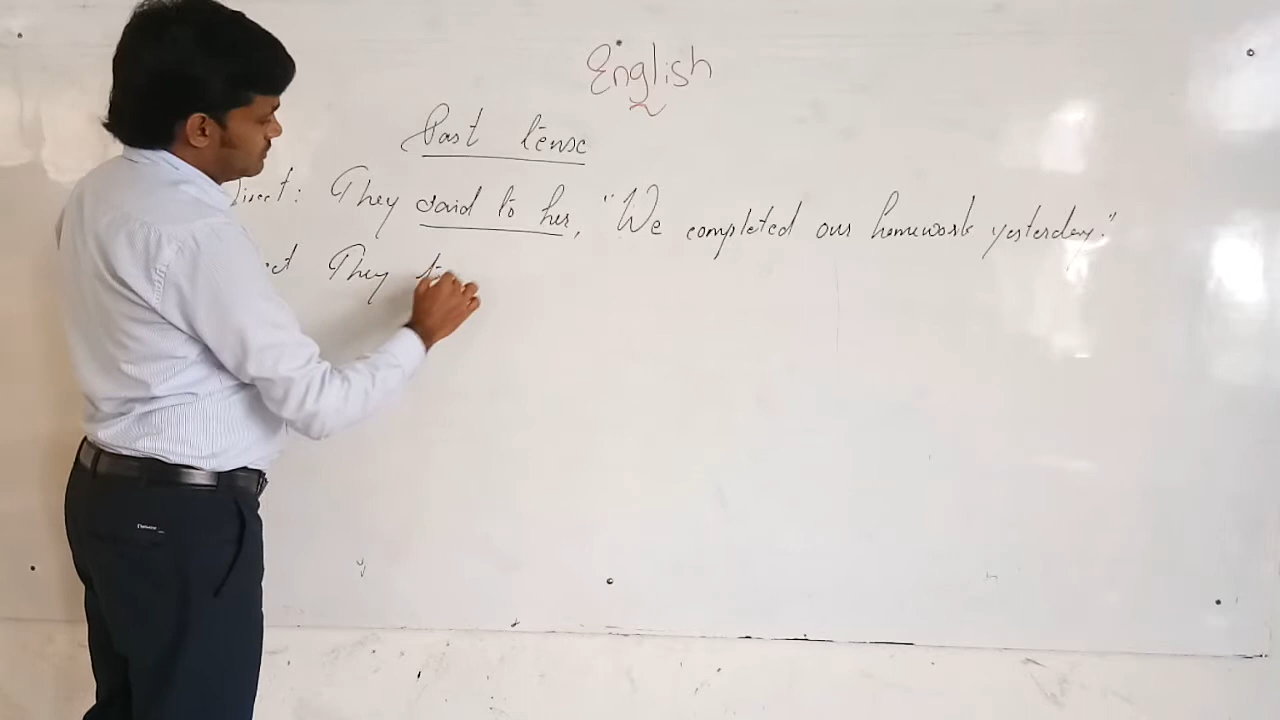 English
Past tense
Direct: They said to her, "We completed our homework yesterday."
They